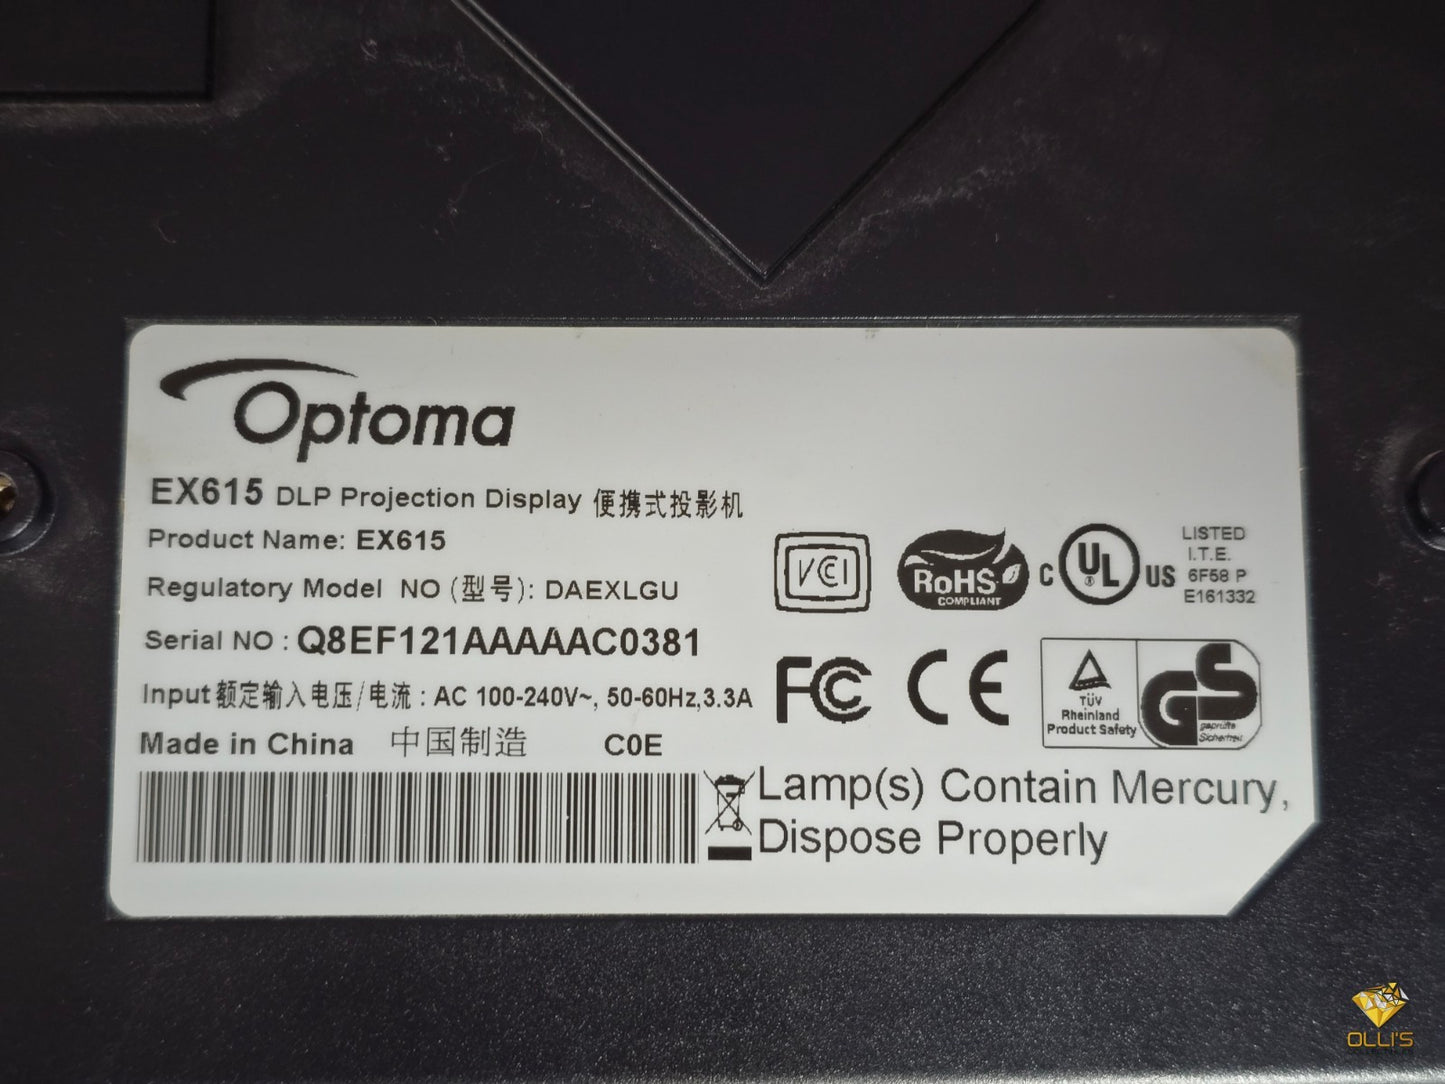 Optoma
EX615 DLP Projection Display 便携式投影机
Product Name: EX615
Regulatory Model NO (型号): DAEXLGU
Serial NO : Q8EF121AAAAAC0381
Input 额定输入电压/电流 : AC 100-240V~, 50-60Hz,3.3A
Made in China 中国制造 C0E
VCCI
RoHS
COMPLIANT
C UL ® US
LISTED
I.T.E.
6F58 P
E161332
FC CE
TÜV
Rheinland
Product Safety
GS
geprüfte
Sicherheit
Lamp(s) Contain Mercury,
Dispose Properly
OLLI'S
COLLECTIONS